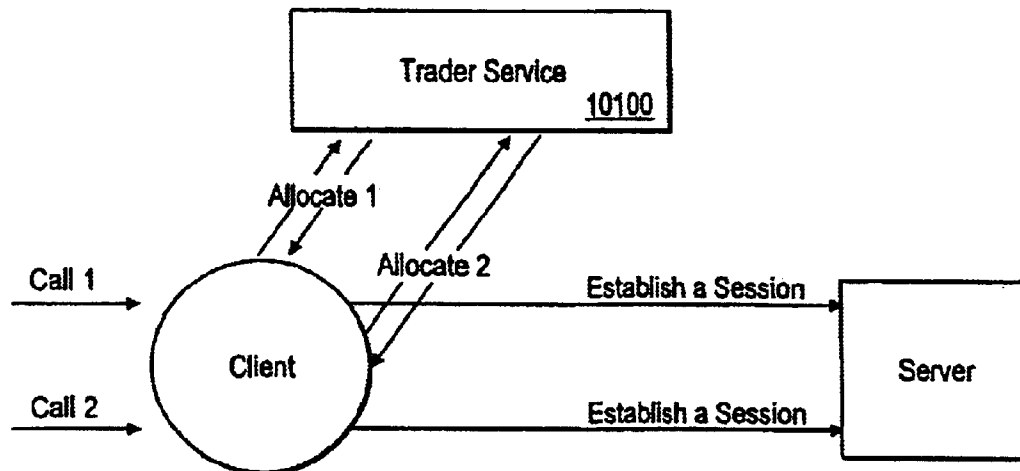 Trader Service
10100
Allocate 1
Allocate 2
Call 1
Establish a Session
Client
Server
Call 2
Establish a Session